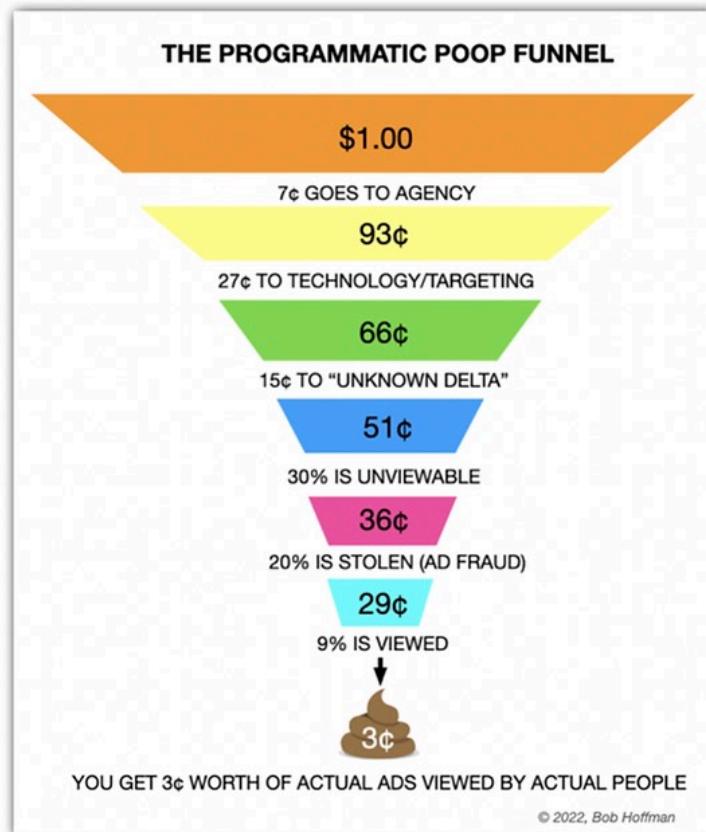 THE PROGRAMMATIC POOP FUNNEL
$1.00
7¢ GOES TO AGENCY
93¢
27¢ TO TECHNOLOGY/TARGETING
66¢
15¢ TO “UNKNOWN DELTA”
51¢
30% IS UNVIEWABLE
36¢
20% IS STOLEN (AD FRAUD)
29¢
9% IS VIEWED
3¢
YOU GET 3¢ WORTH OF ACTUAL ADS VIEWED BY ACTUAL PEOPLE
© 2022, Bob Hoffman